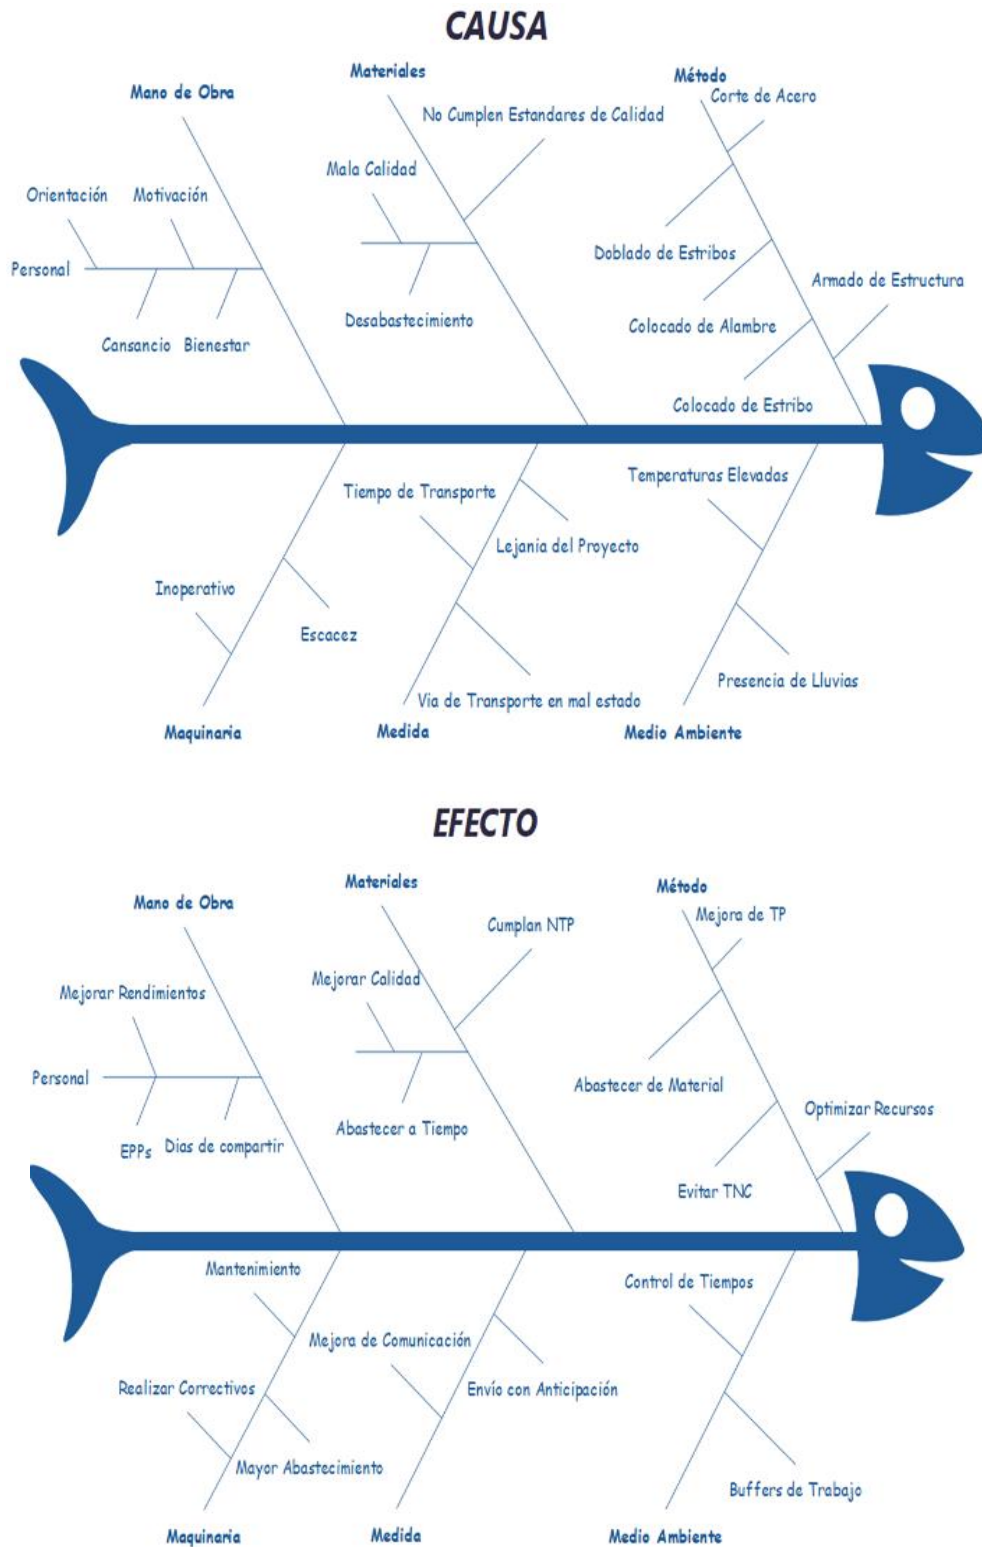 CAUSA
Mano de Obra
Materiales
Método
Corte de Acero
No Cumplen Estandares de Calidad
Mala Calidad
Orientación
Motivación
Personal
Doblado de Estribos
Armado de Estructura
Desabastecimiento
Colocado de Alambre
Cansancio
Bienestar
Colocado de Estribo
Tiempo de Transporte
Temperaturas Elevadas
Lejania del Proyecto
Inoperativo
Escacez
Via de Transporte en mal estado
Presencia de Lluvias
Maquinaria
Medida
Medio Ambiente
EFECTO
Mano de Obra
Materiales
Método
Mejora de TP
Cumplan NTP
Mejorar Calidad
Mejorar Rendimientos
Personal
Abastecer de Material
Optimizar Recursos
Abastecer a Tiempo
EPPs
Dias de compartir
Evitar TNC
Mantenimiento
Control de Tiempos
Mejora de Comunicación
Realizar Correctivos
Envío con Anticipación
Mayor Abastecimiento
Buffers de Trabajo
Maquinaria
Medida
Medio Ambiente